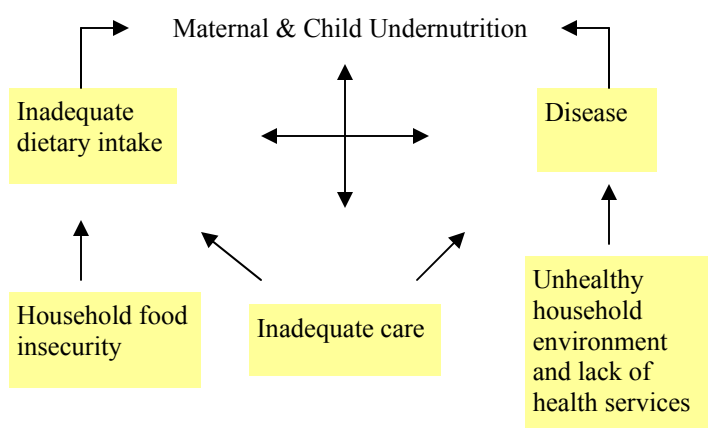 Maternal & Child Undernutrition
Inadequate
dietary intake
Disease
Household food
insecurity
Inadequate care
Unhealthy
household
environment
and lack of
health services